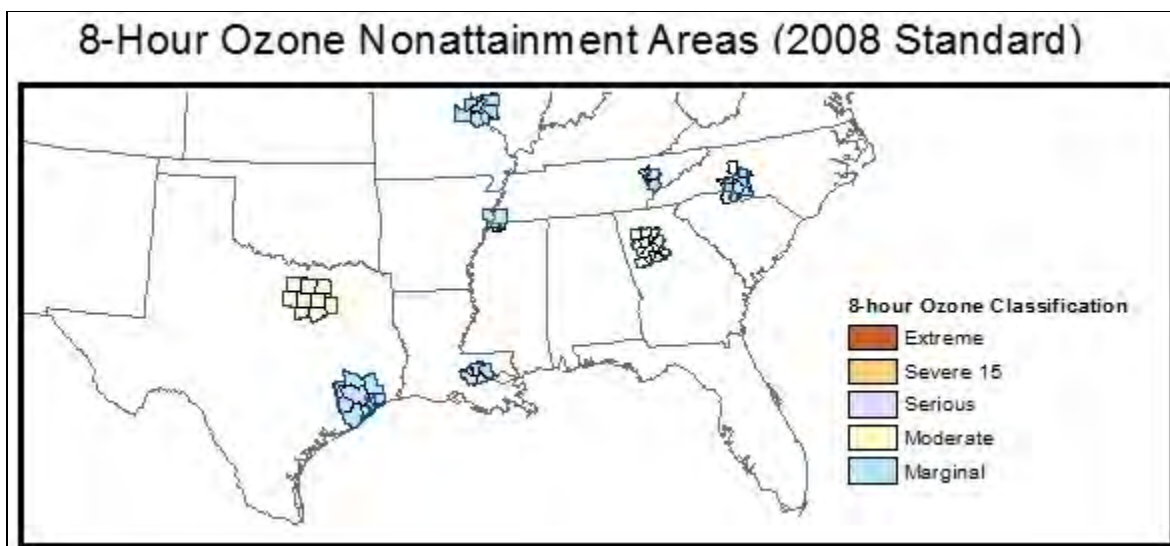 8-Hour Ozone Nonattainment Areas (2008 Standard)
8-hour Ozone Classification
Extreme
Severe 15
Serious
Moderate
Marginal